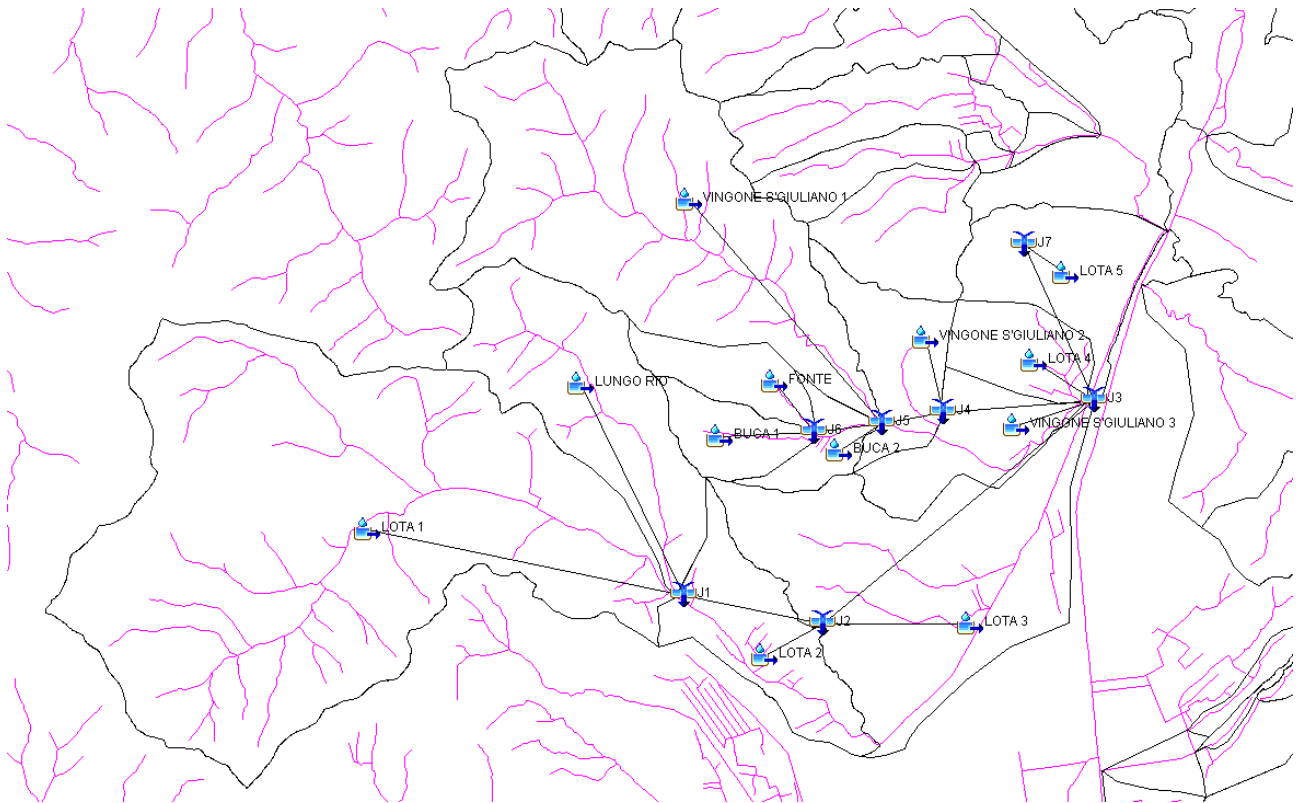 VINGONE S'GIULIANO 1
J7
LOTA 5
VINGONE S'GIULIANO 2
LOTA 4
LUNGO RIO
FONTE
J3
J4
J5
J6
VINGONE S'GIULIANO 3
BUCA 1
BUCA 2
LOTA 1
J1
J2
LOTA 3
LOTA 2